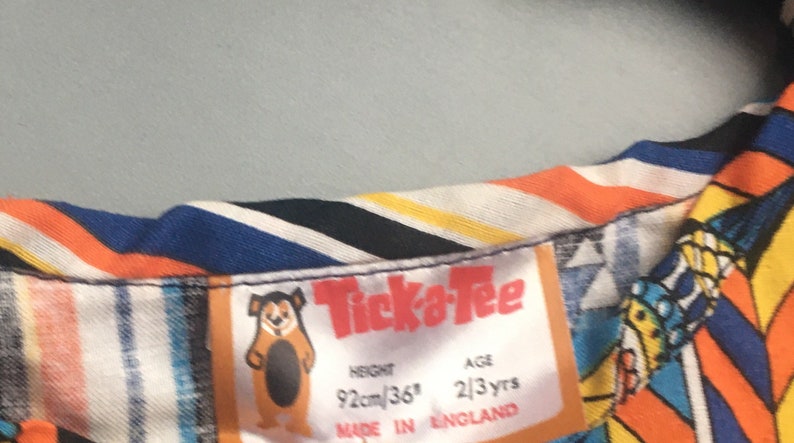 Tick-a-Tee
HEIGHT AGE
92cm/36" 2/3 yrs
MADE IN ENGLAND